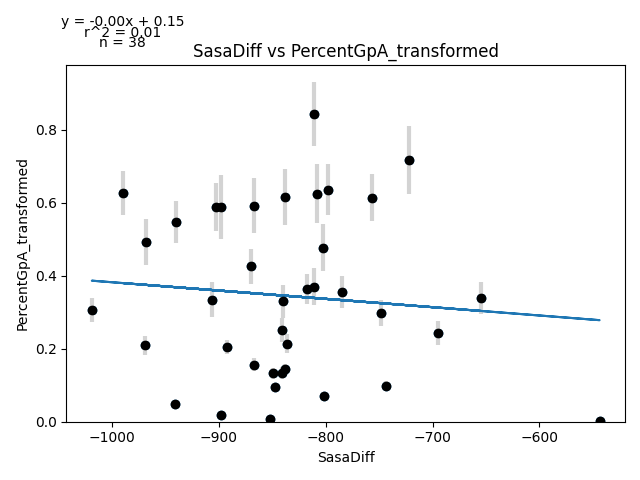 y = -0.00x + 0.15
r^2 = 0.01
n = 38
SasaDiff vs PercentGpA_transformed
PercentGpA_transformed
0.8
0.6
0.4
0.2
0.0
−1000
−900
−800
−700
−600
SasaDiff